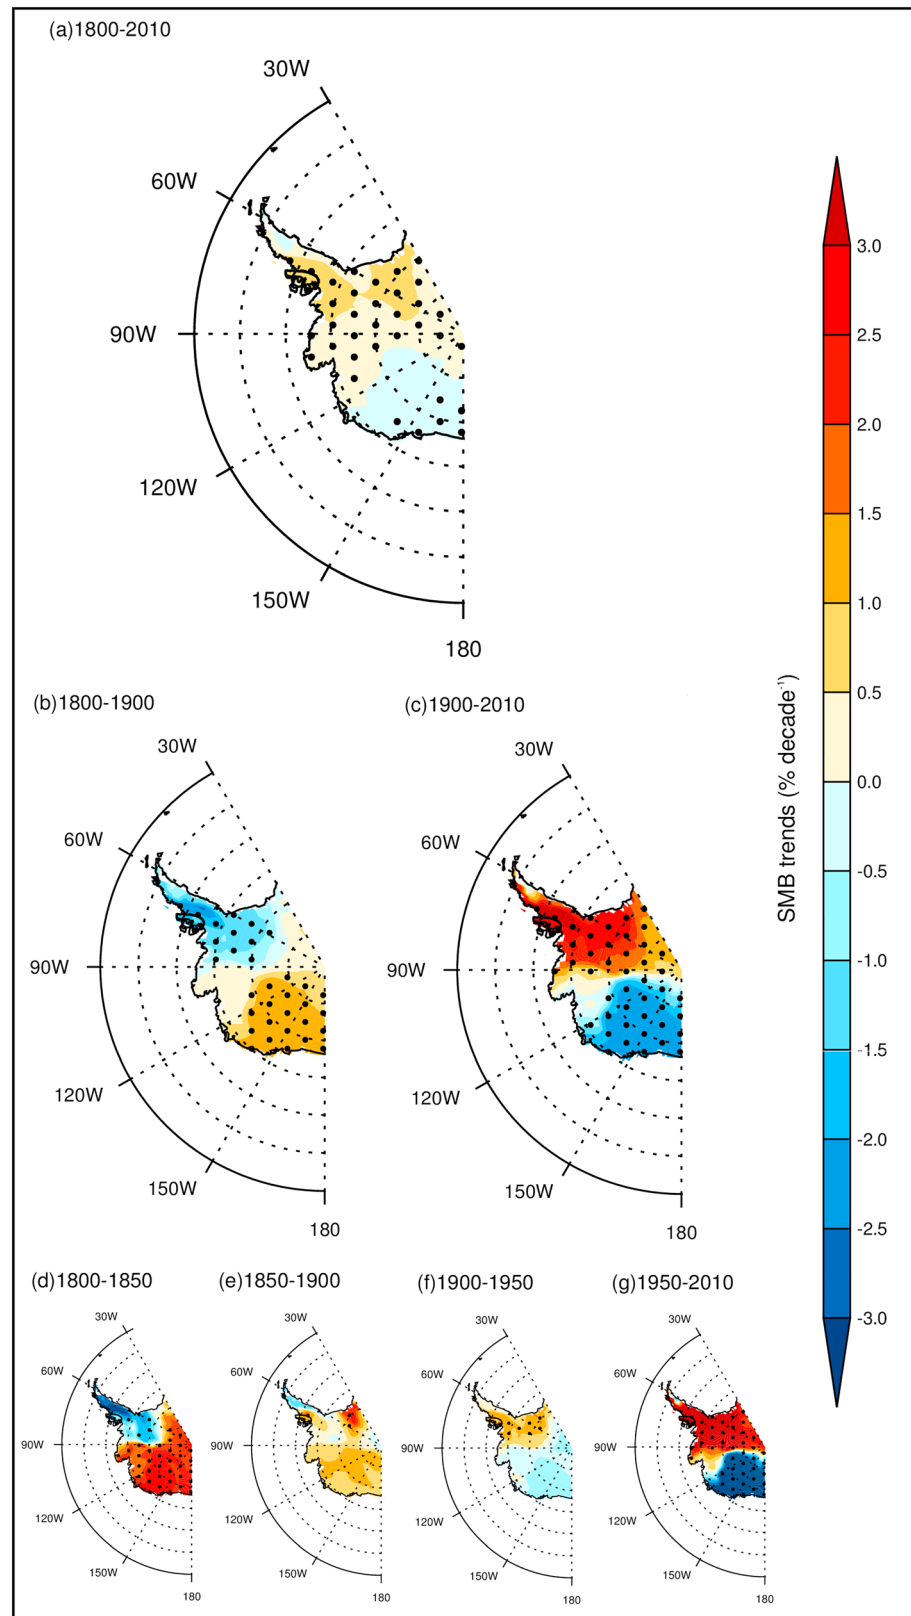 (a)1800-2010
30W
60W
90W
120W
150W
180
3.0
2.5
2.0
1.5
1.0
0.5
0.0
-0.5
-1.0
-1.5
-2.0
-2.5
-3.0
SMB trends (% decade⁻¹)
(b)1800-1900
30W
60W
90W
120W
150W
180
(c)1900-2010
30W
60W
90W
120W
150W
180
(d)1800-1850
30W
60W
90W
120W
150W
180
(e)1850-1900
30W
60W
90W
120W
150W
180
(f)1900-1950
30W
60W
90W
120W
150W
180
(g)1950-2010
30W
60W
90W
120W
150W
180